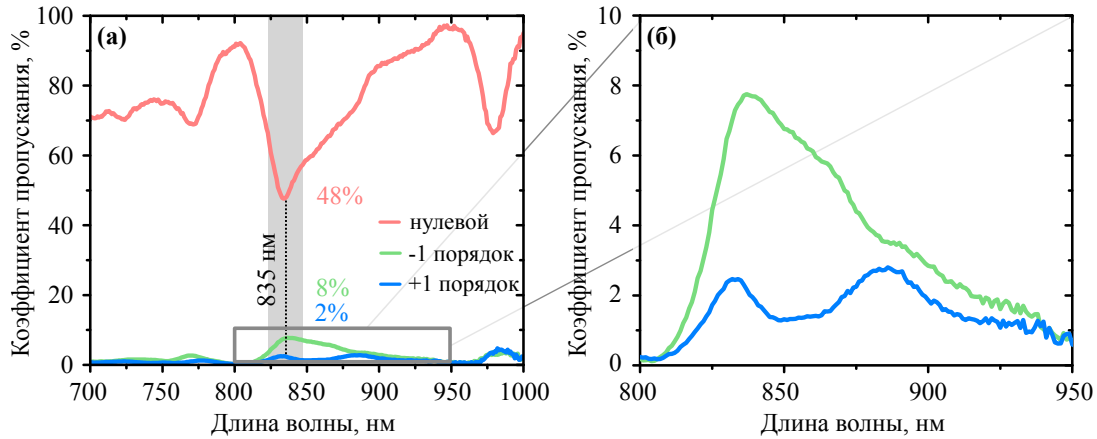 (а)
Коэффициент пропускания, %
100
80
60
40
20
0
48%
нулевой
-1 порядок
+1 порядок
835 нм
8%
2%
700
750
800
850
900
950
1000
Длина волны, нм
(б)
Коэффициент пропускания, %
10
8
6
4
2
0
800
850
900
950
Длина волны, нм